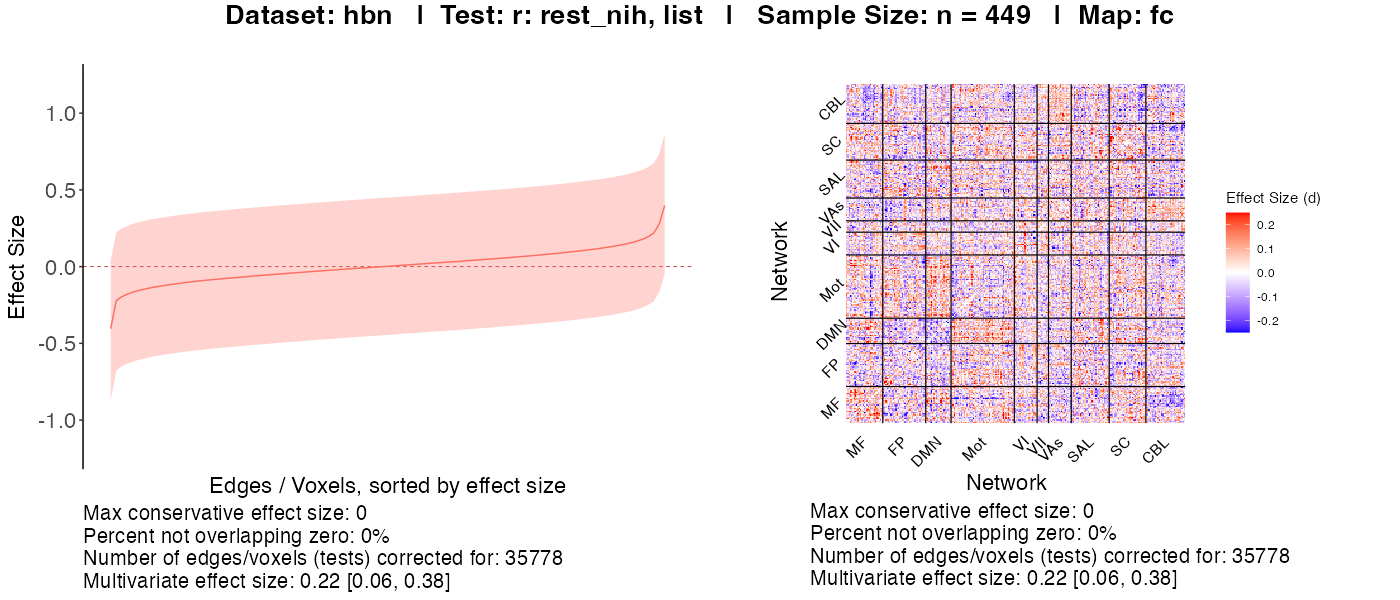 Dataset: hbn | Test: r: rest_nih, list | Sample Size: n = 449 | Map: fc
Effect Size
1.0
0.5
0.0
-0.5
-1.0
Edges / Voxels, sorted by effect size
Max conservative effect size: 0
Percent not overlapping zero: 0%
Number of edges/voxels (tests) corrected for: 35778
Multivariate effect size: 0.22 [0.06, 0.38]
Network
CBL
SC
SAL
VAs
VII
VI
Mot
DMN
FP
MF
MF FP DMN Mot VI VII VAs SAL SC CBL
Network
Effect Size (d)
0.2
0.1
0.0
-0.1
-0.2
Max conservative effect size: 0
Percent not overlapping zero: 0%
Number of edges/voxels (tests) corrected for: 35778
Multivariate effect size: 0.22 [0.06, 0.38]